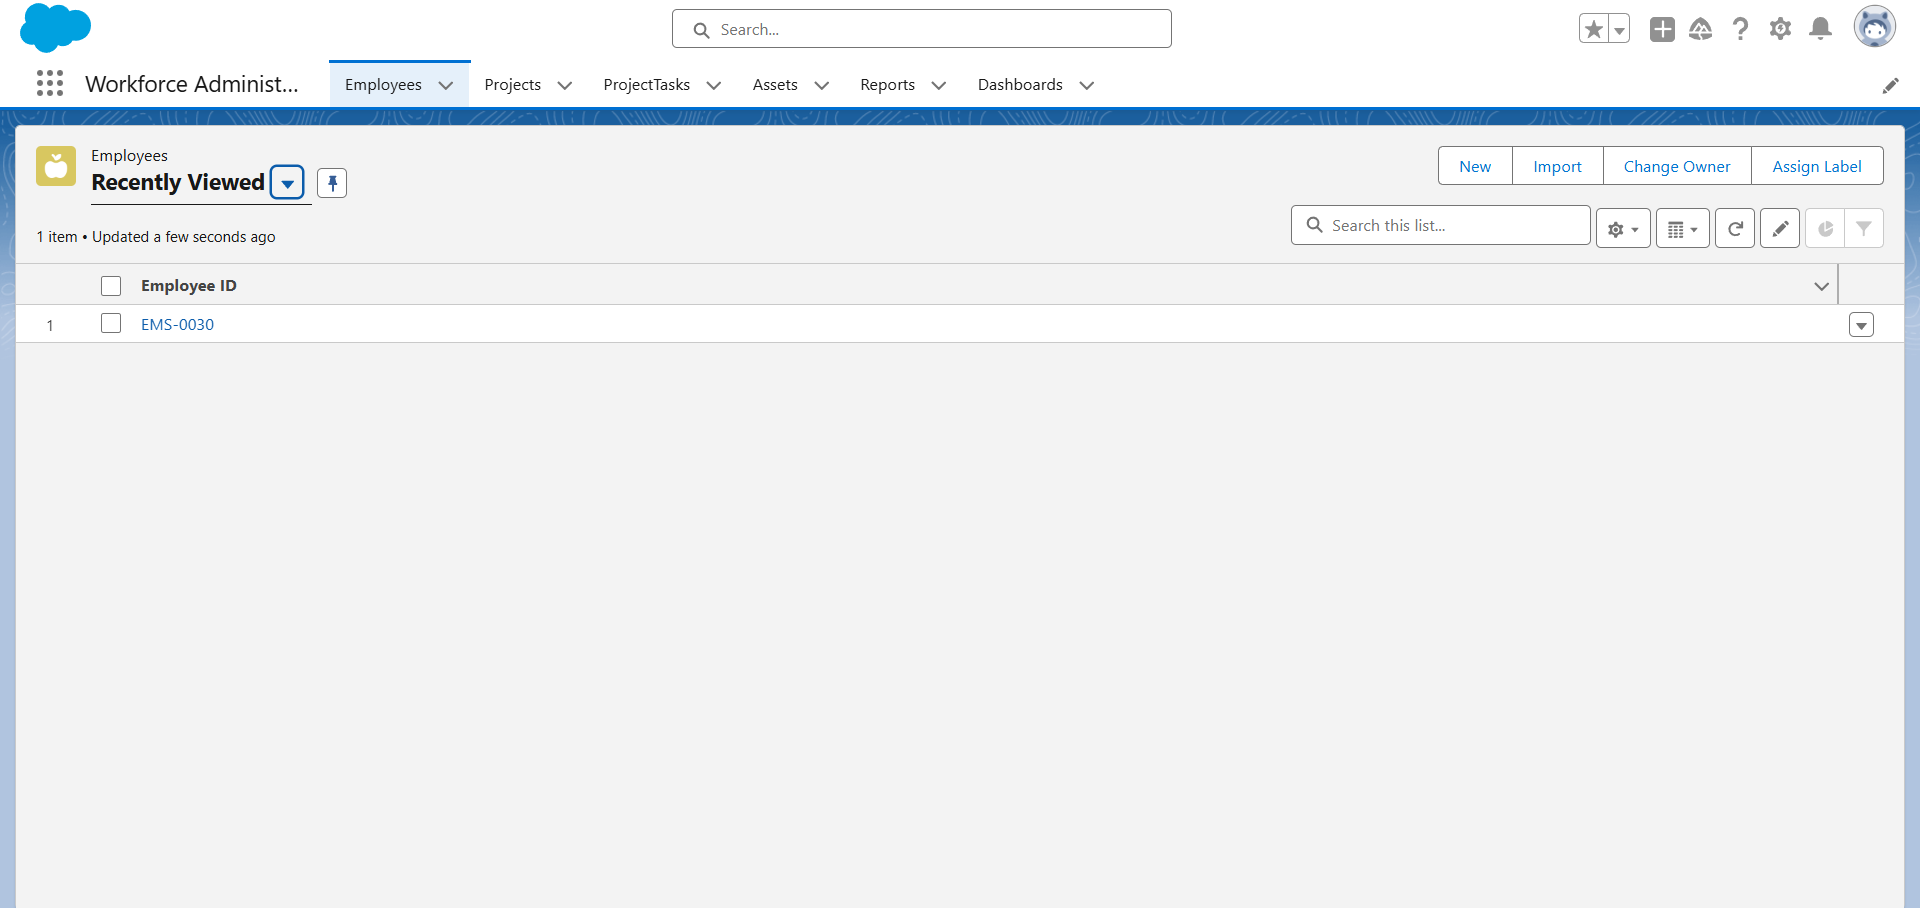 Search...
Workforce Administ...
Employees
Projects
ProjectTasks
Assets
Reports
Dashboards
Employees
Recently Viewed
New
Import
Change Owner
Assign Label
1 item • Updated a few seconds ago
Search this list...
Employee ID
1
EMS-0030